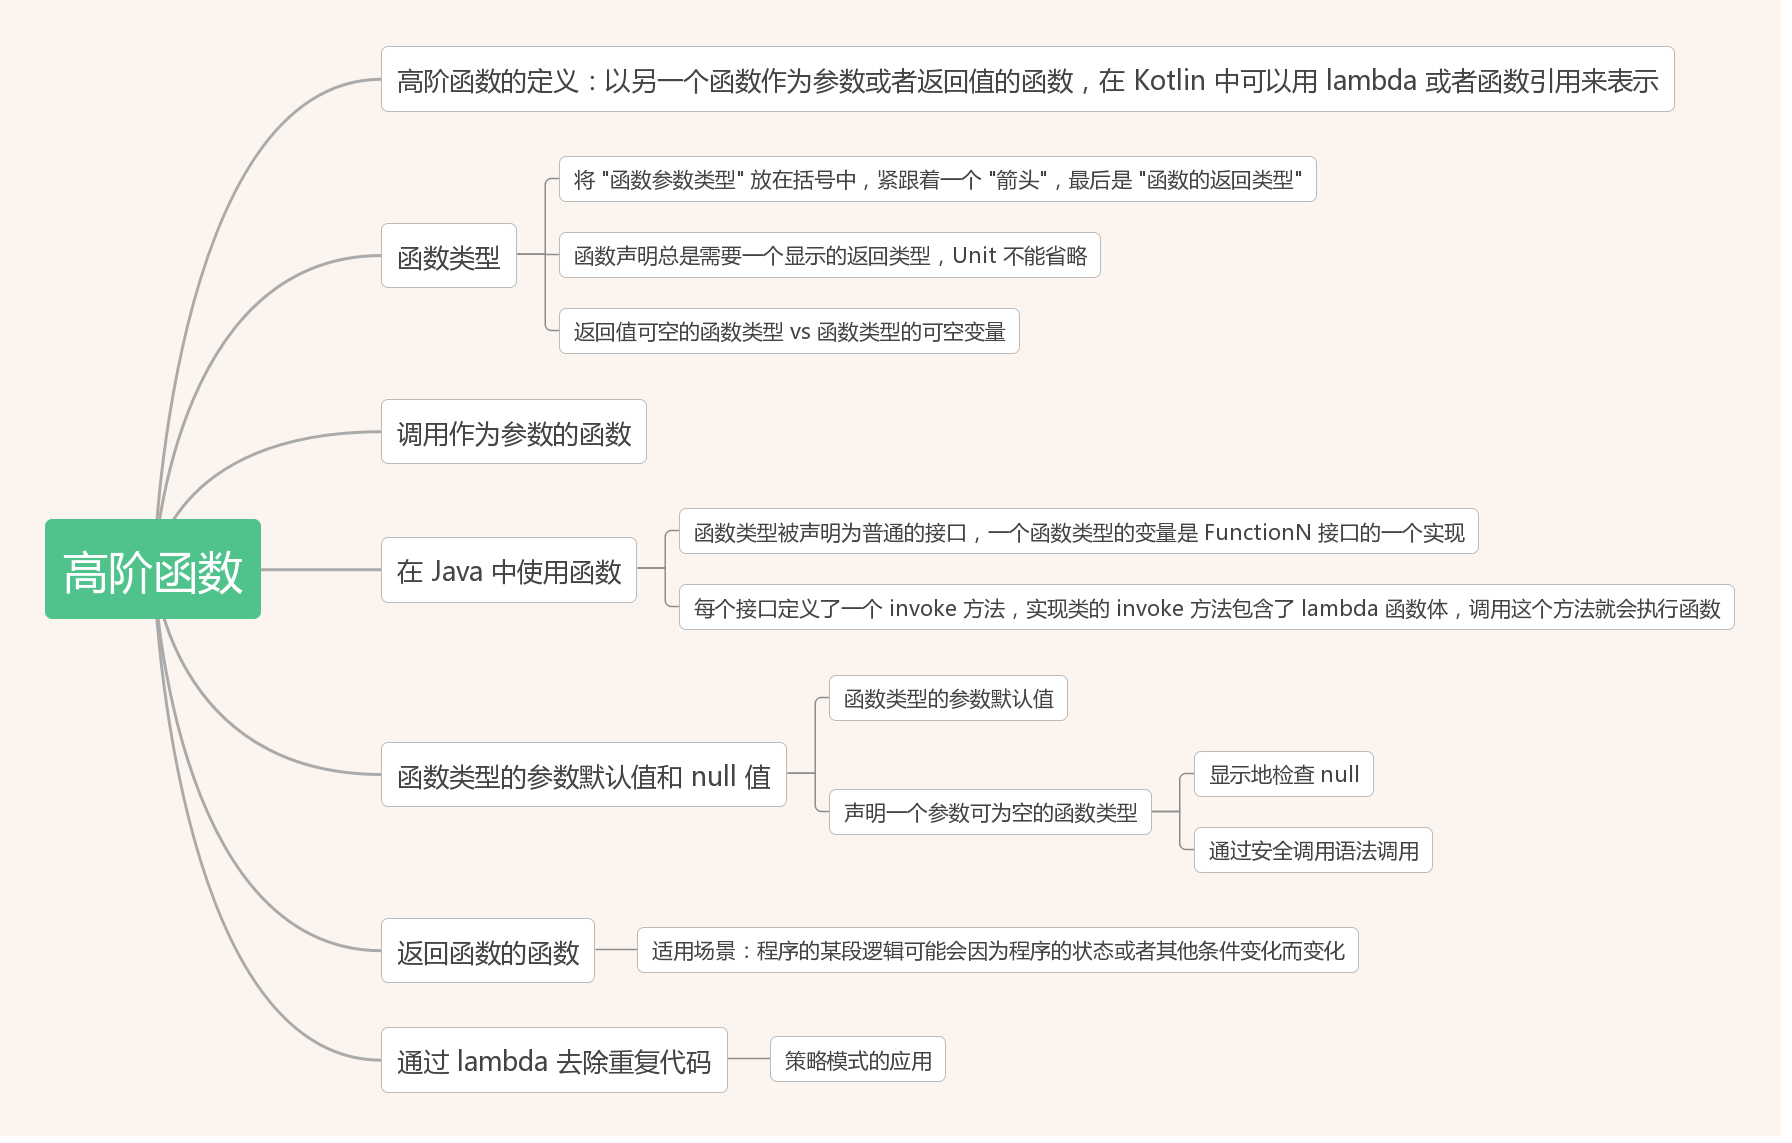 高阶函数
高阶函数的定义：以另一个函数作为参数或者返回值的函数，在 Kotlin 中可以用 lambda 或者函数引用来表示
函数类型
将 "函数参数类型" 放在括号中，紧跟着一个 "箭头"，最后是 "函数的返回类型"
函数声明总是需要一个显示的返回类型，Unit 不能省略
返回值可空的函数类型 vs 函数类型的可空变量
调用作为参数的函数
在 Java 中使用函数
函数类型被声明为普通的接口，一个函数类型的变量是 FunctionN 接口的一个实现
每个接口定义了一个 invoke 方法，实现类的 invoke 方法包含了 lambda 函数体，调用这个方法就会执行函数
函数类型的参数默认值和 null 值
函数类型的参数默认值
声明一个参数可为空的函数类型
显示地检查 null
通过安全调用语法调用
返回函数的函数
适用场景：程序的某段逻辑可能会因为程序的状态或者其他条件变化而变化
通过 lambda 去除重复代码
策略模式的应用